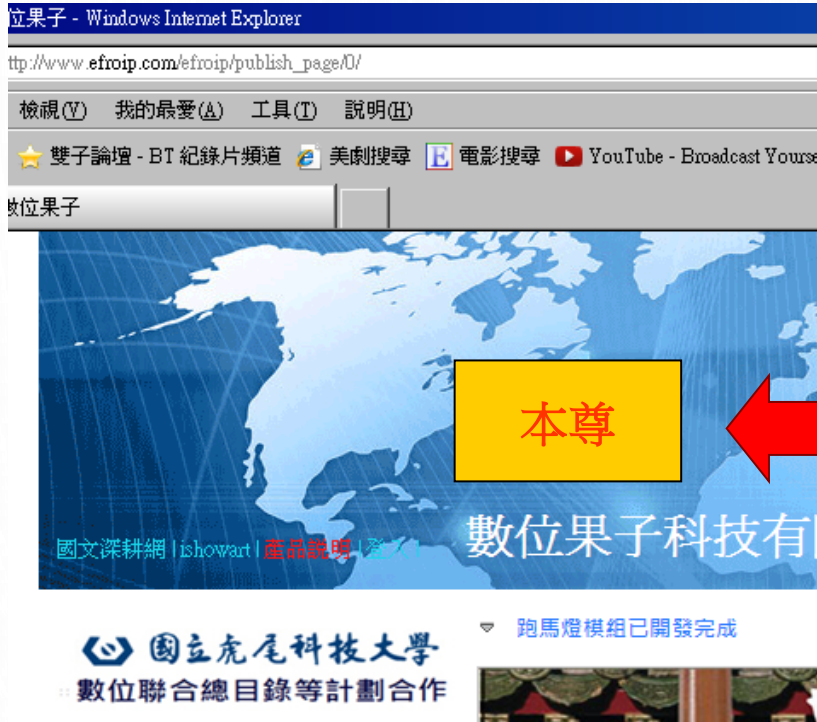 位果子 - Windows Internet Explorer
ttp://www.efroip.com/efroip/publish_page/0/
檢視(V) 我的最愛(A) 工具(T) 說明(H)
雙子論壇 - BT 紀錄片頻道 美劇搜尋 E 電影搜尋 YouTube - Broadcast Yourse
數位果子
本尊
國文深耕網 | ishowart | 產品說明 | 登入 |
數位果子科技有限
跑馬燈模組已開發完成
國立虎尾科技大學
數位聯合總目錄等計劃合作